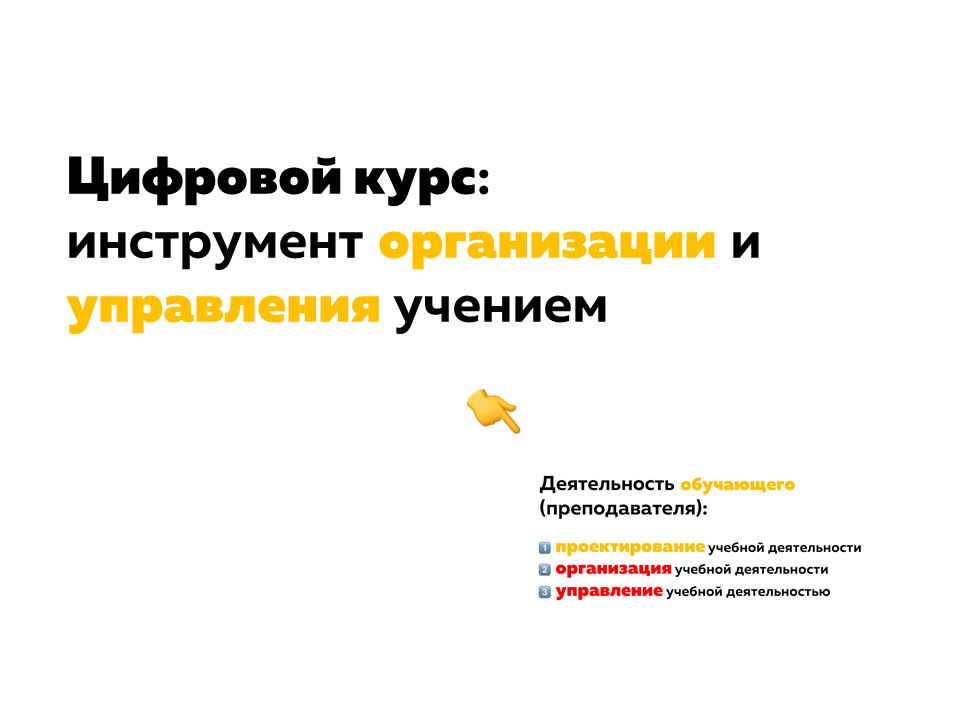 Цифровой курс:
инструмент организации и
управления учением
Деятельность обучающего
(преподавателя):
1 проектирование учебной деятельности
2 организация учебной деятельности
3 управление учебной деятельностью